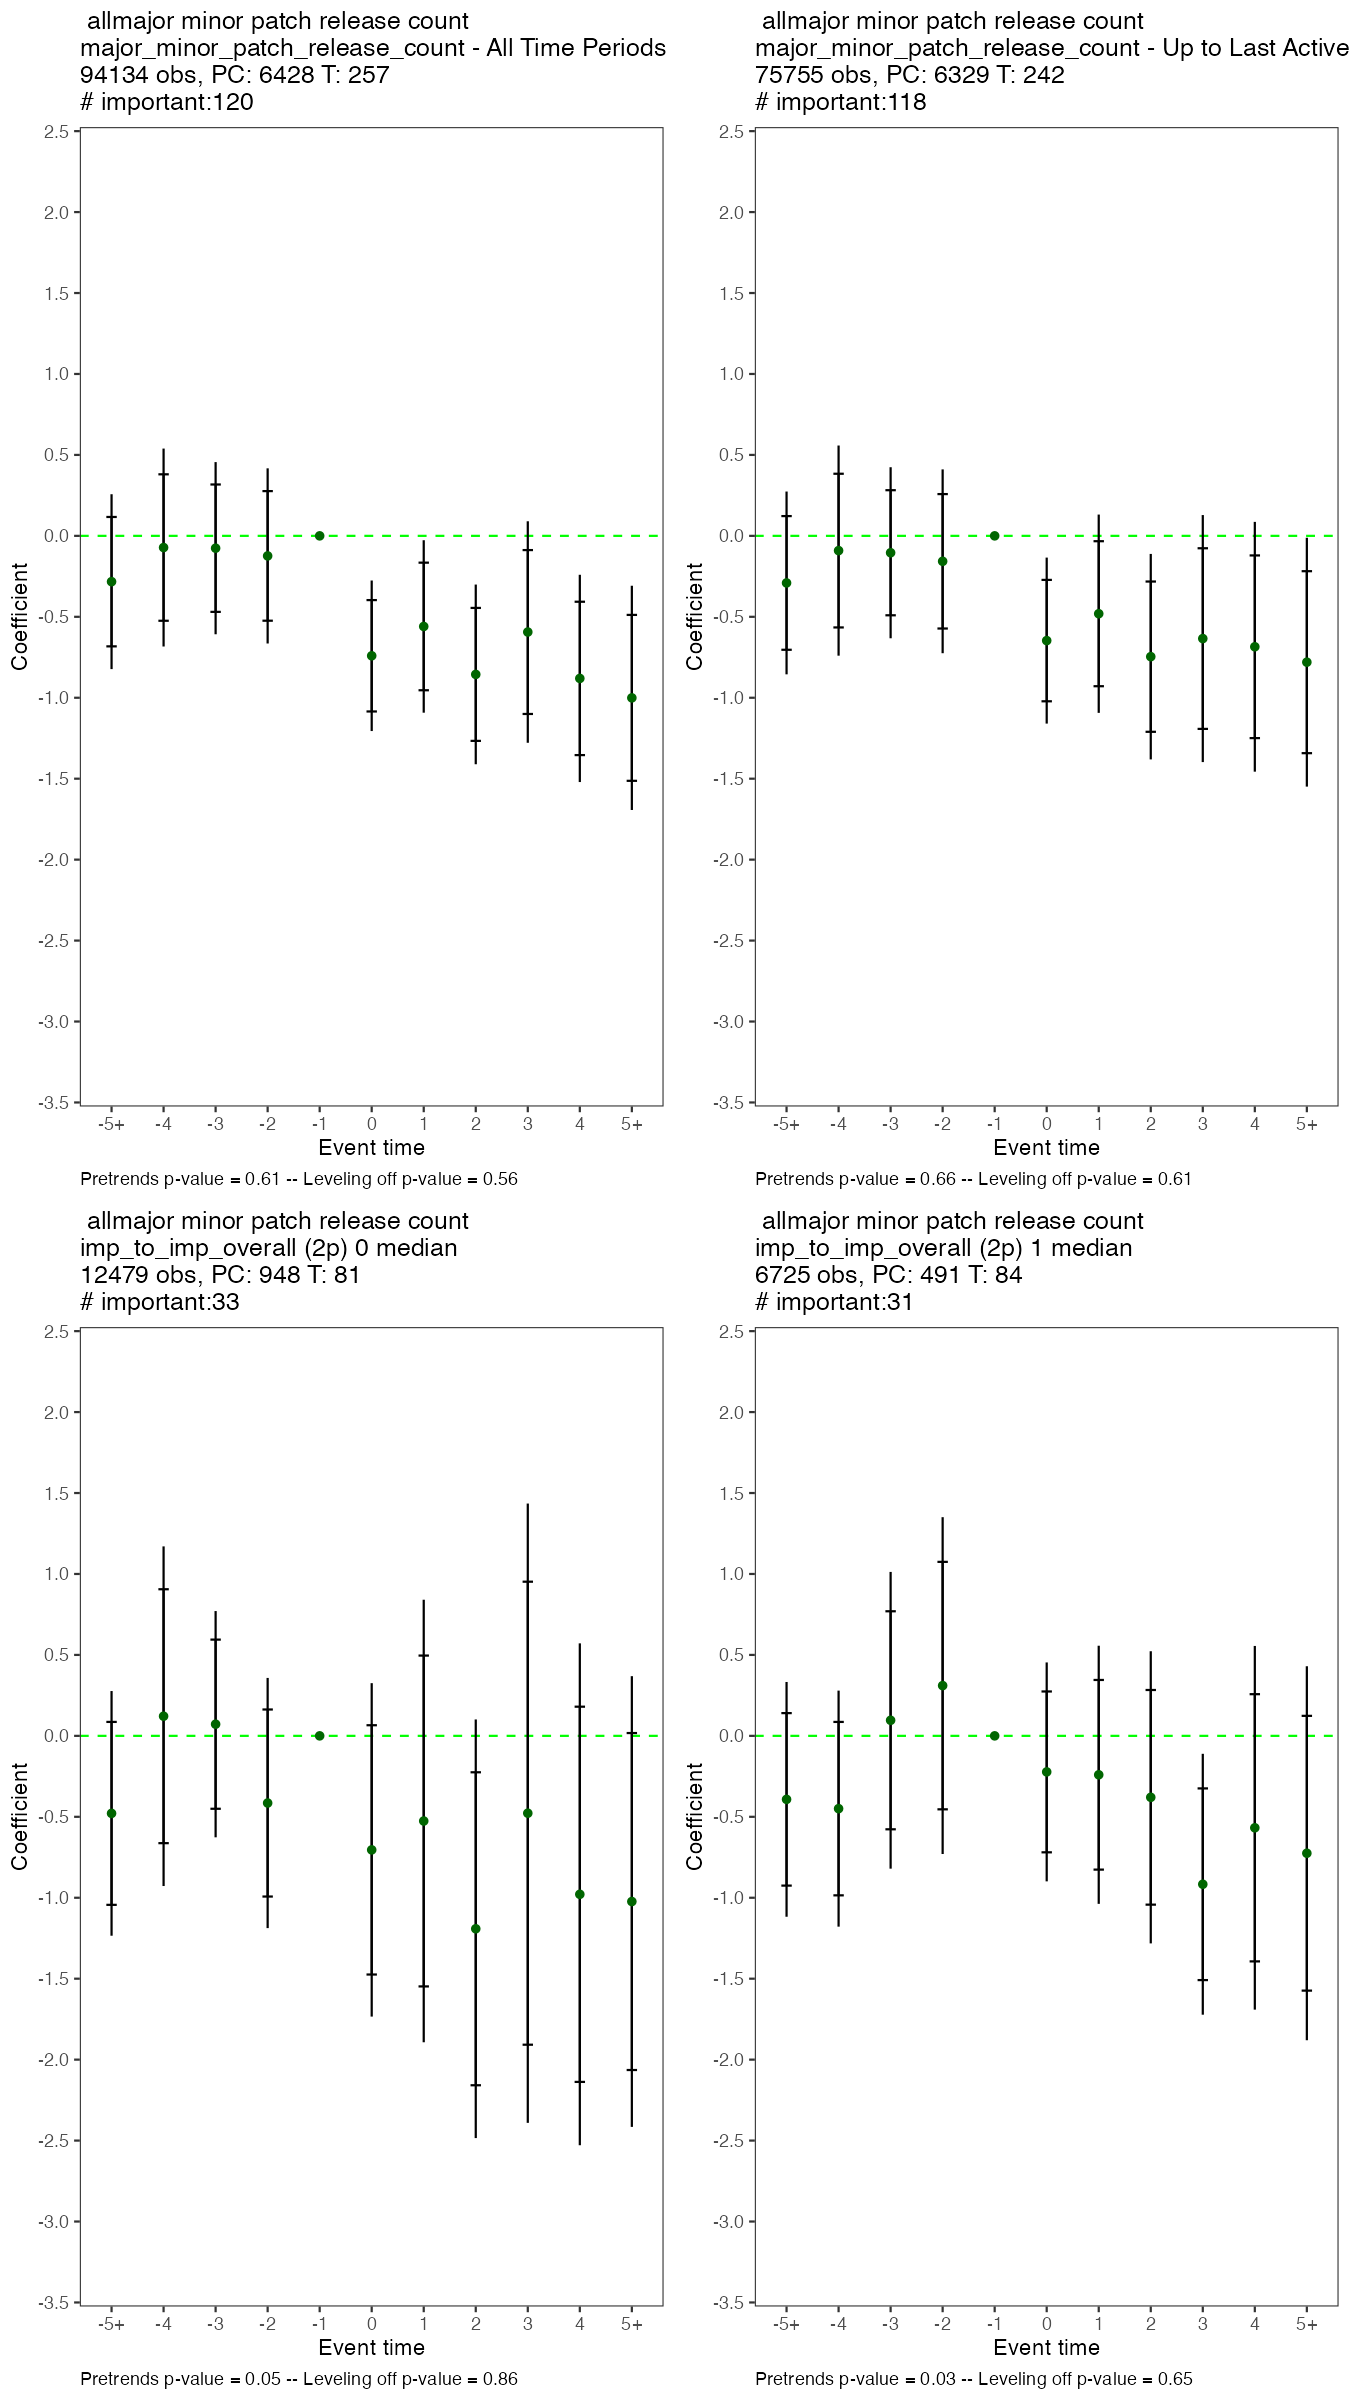 allmajor minor patch release count
major_minor_patch_release_count - All Time Periods
94134 obs, PC: 6428 T: 257
# important:120
2.5
2.0
1.5
1.0
0.5
0.0
-0.5
-1.0
-1.5
-2.0
-2.5
-3.0
-3.5
Coefficient
-5+ -4 -3 -2 -1 0 1 2 3 4 5+
Event time
Pretrends p-value = 0.61 -- Leveling off p-value = 0.56
allmajor minor patch release count
major_minor_patch_release_count - Up to Last Active
75755 obs, PC: 6329 T: 242
# important:118
2.5
2.0
1.5
1.0
0.5
0.0
-0.5
-1.0
-1.5
-2.0
-2.5
-3.0
-3.5
Coefficient
-5+ -4 -3 -2 -1 0 1 2 3 4 5+
Event time
Pretrends p-value = 0.66 -- Leveling off p-value = 0.61
allmajor minor patch release count
imp_to_imp_overall (2p) 0 median
12479 obs, PC: 948 T: 81
# important:33
2.5
2.0
1.5
1.0
0.5
0.0
-0.5
-1.0
-1.5
-2.0
-2.5
-3.0
-3.5
Coefficient
-5+ -4 -3 -2 -1 0 1 2 3 4 5+
Event time
Pretrends p-value = 0.05 -- Leveling off p-value = 0.86
allmajor minor patch release count
imp_to_imp_overall (2p) 1 median
6725 obs, PC: 491 T: 84
# important:31
2.5
2.0
1.5
1.0
0.5
0.0
-0.5
-1.0
-1.5
-2.0
-2.5
-3.0
-3.5
Coefficient
-5+ -4 -3 -2 -1 0 1 2 3 4 5+
Event time
Pretrends p-value = 0.03 -- Leveling off p-value = 0.65